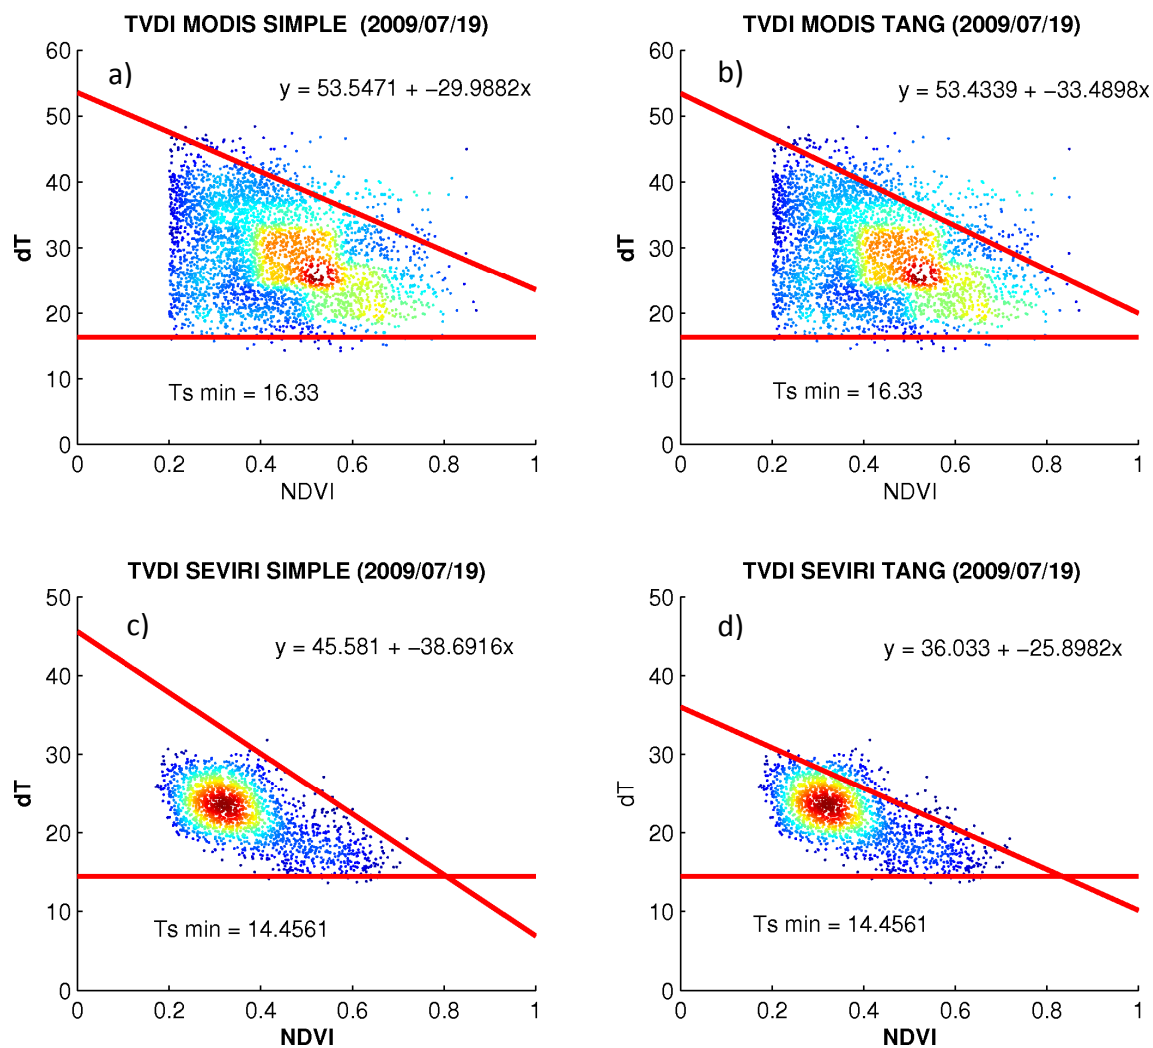 TVDI MODIS SIMPLE (2009/07/19)
a)
y = 53.5471 + −29.9882x
60
50
40
30
20
10
0
dT
Ts min = 16.33
0 0.2 0.4 0.6 0.8 1
NDVI
TVDI MODIS TANG (2009/07/19)
b)
y = 53.4339 + −33.4898x
60
50
40
30
20
10
0
dT
Ts min = 16.33
0 0.2 0.4 0.6 0.8 1
NDVI
TVDI SEVIRI SIMPLE (2009/07/19)
c)
y = 45.581 + −38.6916x
50
40
30
20
10
0
dT
Ts min = 14.4561
0 0.2 0.4 0.6 0.8 1
NDVI
TVDI SEVIRI TANG (2009/07/19)
d)
y = 36.033 + −25.8982x
50
40
30
20
10
0
dT
Ts min = 14.4561
0 0.2 0.4 0.6 0.8 1
NDVI